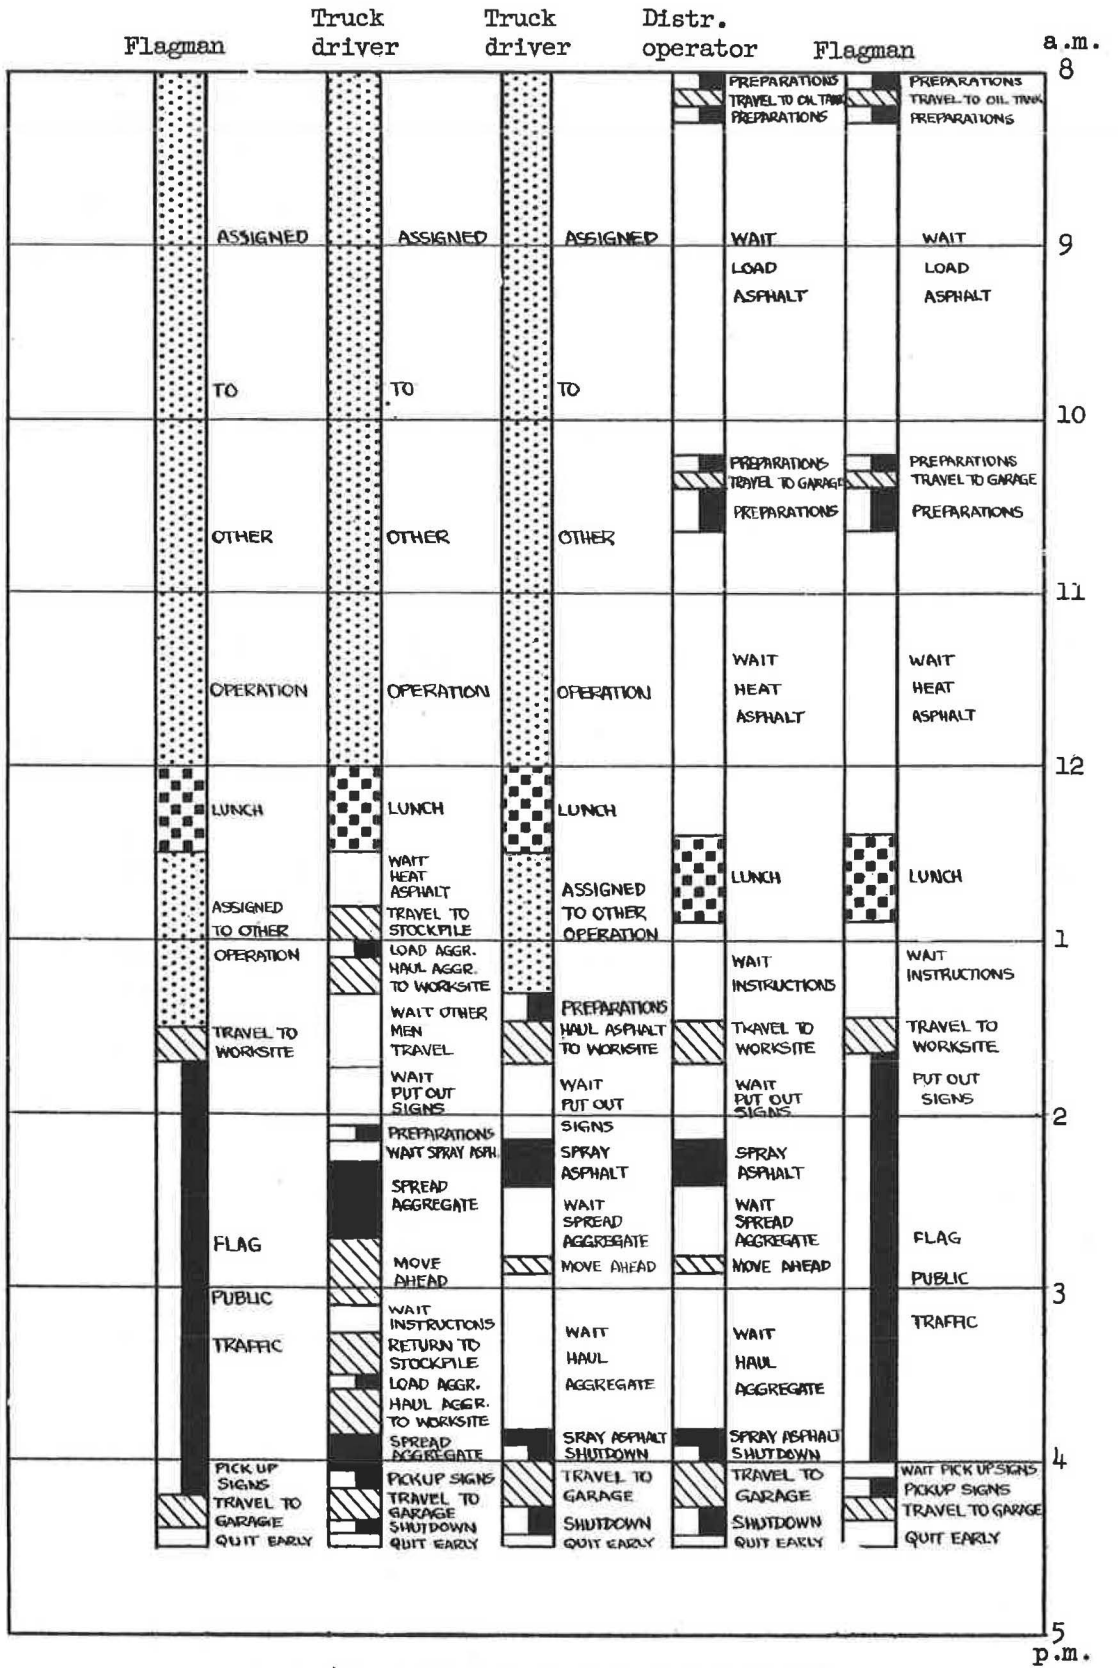 Flagman
Truck
driver
Truck
driver
Distr.
operator
Flagman
a.m.
8
9
10
11
12
1
2
3
4
5
p.m.
ASSIGNED
TO
OTHER
OPERATION
LUNCH
ASSIGNED
TO OTHER
OPERATION
TRAVEL TO
WORKSITE
FLAG
PUBLIC
TRAFFIC
PICK UP
SIGNS
TRAVEL TO
GARAGE
QUIT EARLY
ASSIGNED
TO
OTHER
OPERATION
LUNCH
WAIT
HEAT
ASPHALT
TRAVEL TO
STOCKPILE
LOAD AGGR.
HAUL AGGR.
TO WORKSITE
WAIT OTHER
MEN
TRAVEL
WAIT
PUT OUT
SIGNS
PREPARATIONS
WAIT SPRAY ASPH.
SPREAD
AGGREGATE
MOVE
AHEAD
WAIT
INSTRUCTIONS
RETURN TO
STOCKPILE
LOAD AGGR.
HAUL AGGR.
TO WORKSITE
SPREAD
AGGREGATE
PICKUP SIGNS
TRAVEL TO
GARAGE
SHUTDOWN
QUIT EARLY
ASSIGNED
TO
OTHER
OPERATION
LUNCH
ASSIGNED
TO OTHER
OPERATION
PREPARATIONS
HAUL ASPHALT
TO WORKSITE
WAIT
PUT OUT
SIGNS
SPRAY
ASPHALT
WAIT
SPREAD
AGGREGATE
MOVE AHEAD
WAIT
HAUL
AGGREGATE
SRAY ASPHALT
SHUTDOWN
TRAVEL TO
GARAGE
SHUTDOWN
QUIT EARLY
PREPARATIONS
TRAVEL TO OIL TANK
PREPARATIONS
WAIT
LOAD
ASPHALT
PREPARATIONS
TRAVEL TO GARAGE
PREPARATIONS
WAIT
HEAT
ASPHALT
LUNCH
WAIT
INSTRUCTIONS
TRAVEL TO
WORKSITE
WAIT
PUT OUT
SIGNS
SPRAY
ASPHALT
WAIT
SPREAD
AGGREGATE
MOVE AHEAD
WAIT
HAUL
AGGREGATE
SPRAY ASPHALT
SHUTDOWN
TRAVEL TO
GARAGE
SHUTDOWN
QUIT EARLY
PREPARATIONS
TRAVEL TO OIL TANK
PREPARATIONS
WAIT
LOAD
ASPHALT
PREPARATIONS
TRAVEL TO GARAGE
PREPARATIONS
WAIT
HEAT
ASPHALT
LUNCH
WAIT
INSTRUCTIONS
TRAVEL TO
WORKSITE
PUT OUT
SIGNS
FLAG
PUBLIC
TRAFFIC
WAIT PICK UP SIGNS
PICKUP SIGNS
TRAVEL TO GARAGE
QUIT EARLY